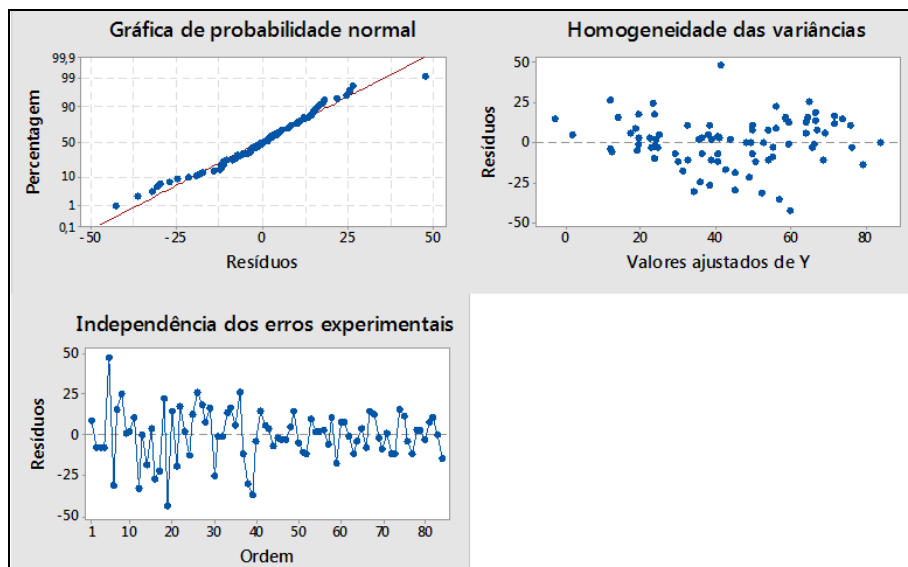 Gráfica de probabilidade normal
99,9
99
90
50
10
1
0,1
Percentagem
-50 -25 0 25 50
Resíduos
Homogeneidade das variâncias
50
25
0
-25
-50
Resíduos
0 20 40 60 80
Valores ajustados de Y
Independência dos erros experimentais
50
25
0
-25
-50
Resíduos
1 10 20 30 40 50 60 70 80
Ordem